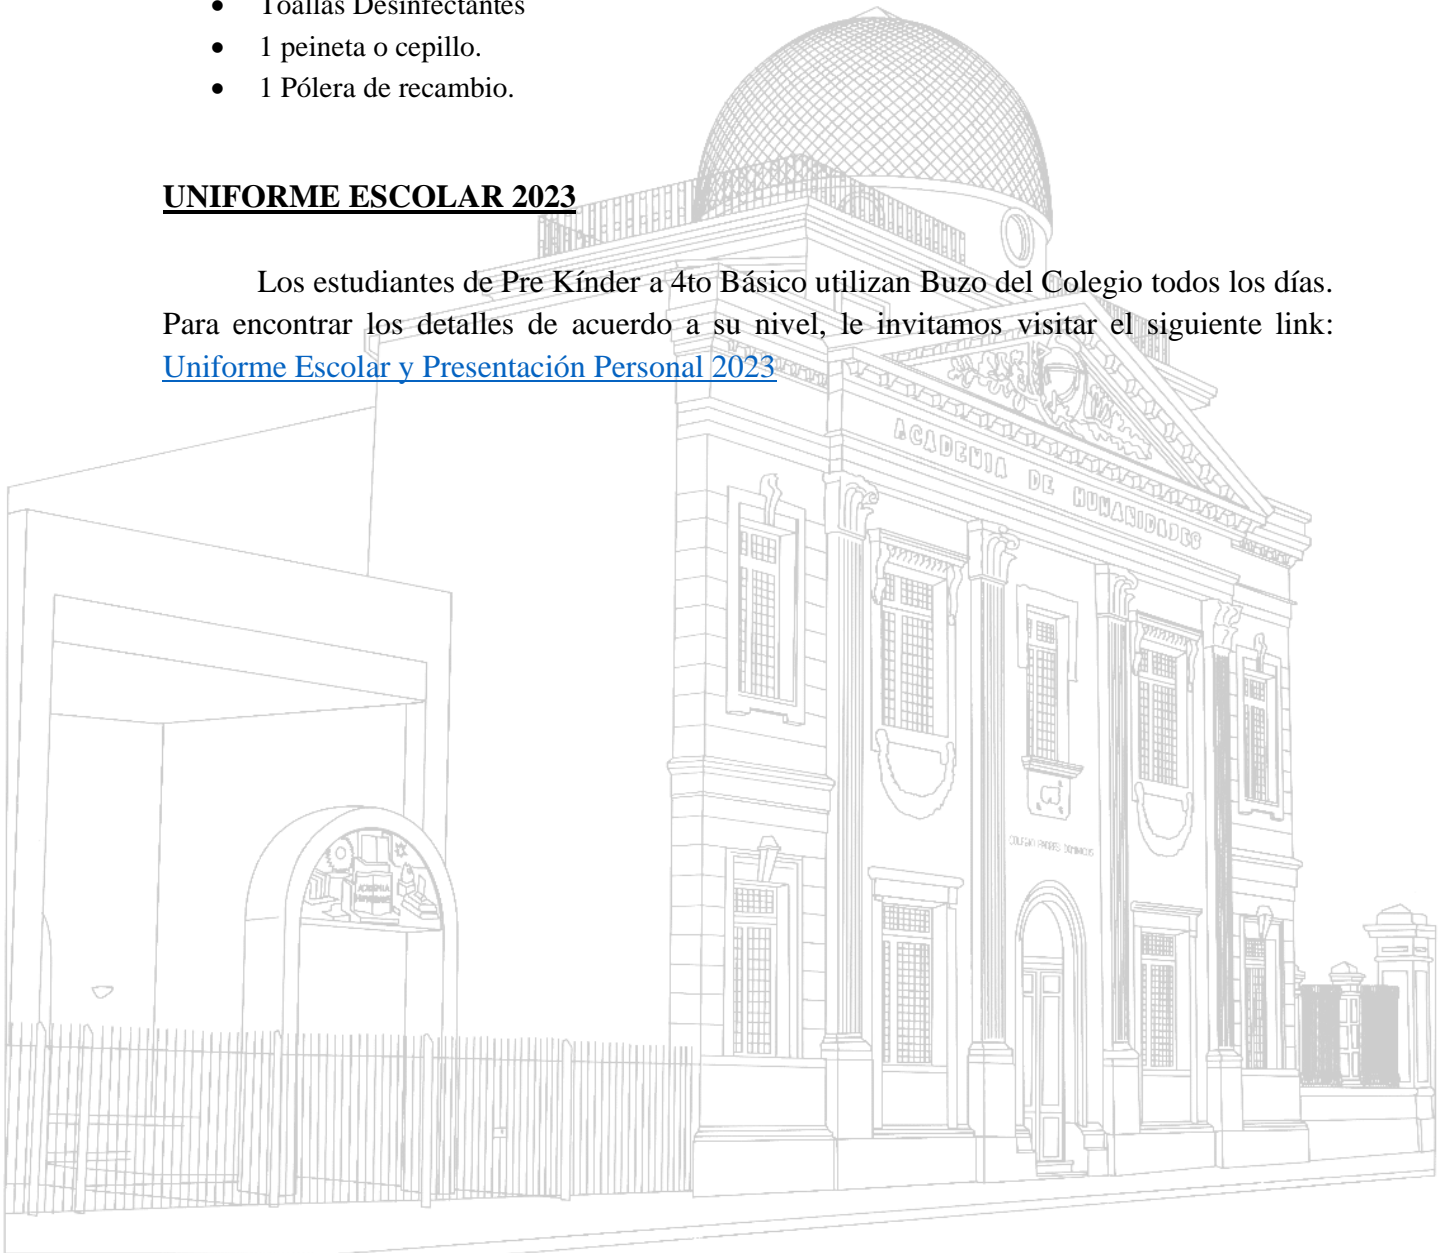 • Toallas Desinfectantes
• 1 peineta o cepillo.
• 1 Pólera de recambio.
UNIFORME ESCOLAR 2023
Los estudiantes de Pre Kínder a 4to Básico utilizan Buzo del Colegio todos los días.
Para encontrar los detalles de acuerdo a su nivel, le invitamos visitar el siguiente link:
Uniforme Escolar y Presentación Personal 2023
ACADEMIA DE HUMANIDADES
COLEGIO PADRES DOMINICOS
ACADEMIA